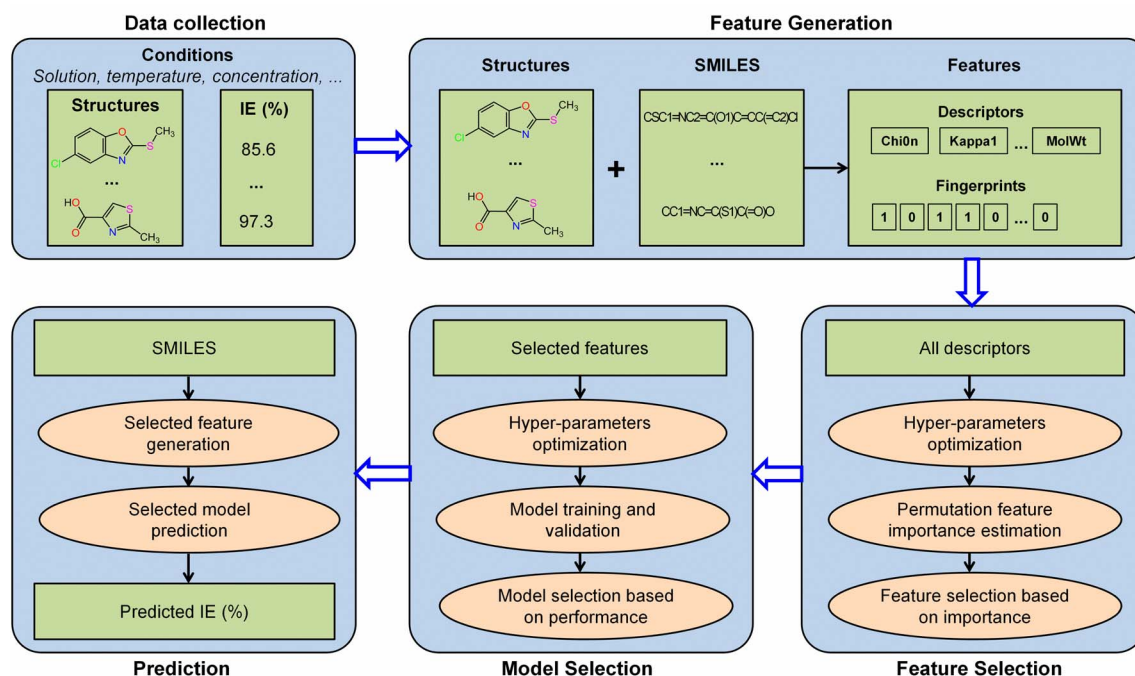 Data collection
Conditions
Solution, temperature, concentration, ...
Structures
O
CH3
S
N
Cl
...
HO
O
S
N
CH3
IE (%)
85.6
...
97.3
Feature Generation
Structures
O
CH3
S
N
Cl
...
HO
O
S
N
CH3
+
SMILES
CSC1=NC2=C(O1)C=CC(=C2)Cl
...
CC1=NC=C(S1)C(=O)O
Features
Descriptors
Chi0n Kappa1 ... MolWt
Fingerprints
1 0 1 1 0 ... 0
SMILES
Selected feature
generation
Selected model
prediction
Predicted IE (%)
Prediction
Selected features
Hyper-parameters
optimization
Model training and
validation
Model selection based
on performance
Model Selection
All descriptors
Hyper-parameters
optimization
Permutation feature
importance estimation
Feature selection based
on importance
Feature Selection